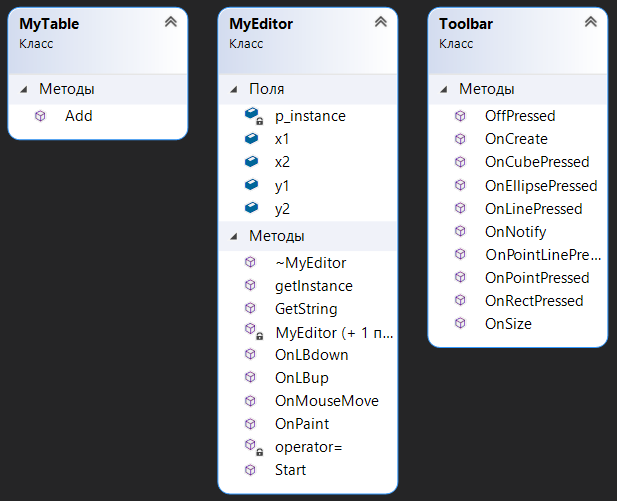 MyTable
Класс
Методы
Add
MyEditor
Класс
Поля
p_instance
x1
x2
y1
y2
Методы
~MyEditor
getInstance
GetString
MyEditor (+ 1 п...
OnLBdown
OnLBup
OnMouseMove
OnPaint
operator=
Start
Toolbar
Класс
Методы
OffPressed
OnCreate
OnCubePressed
OnEllipsePressed
OnLinePressed
OnNotify
OnPointLinePre...
OnPointPressed
OnRectPressed
OnSize